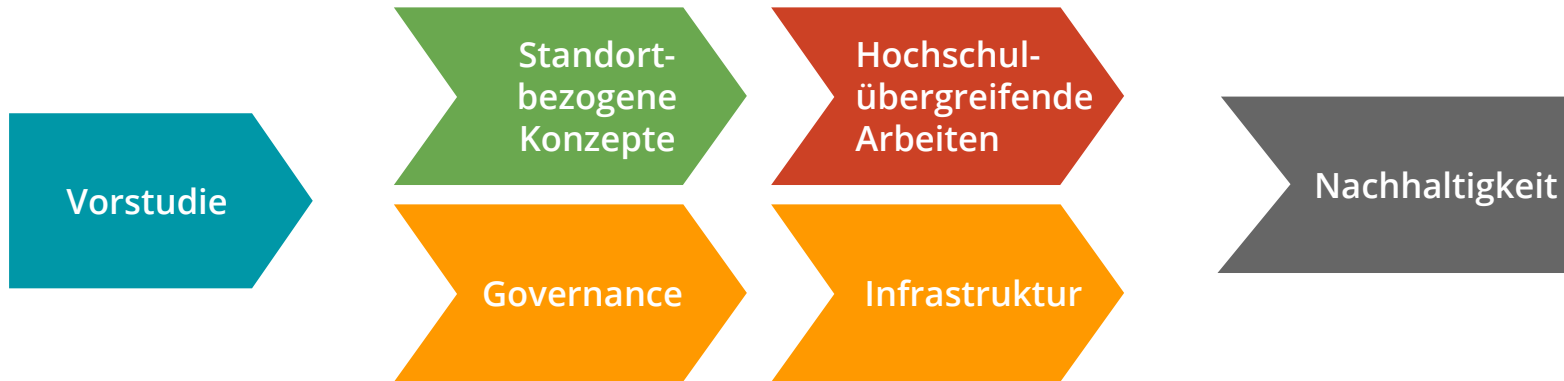 Vorstudie
Standort-
bezogene
Konzepte
Hochschul-
übergreifende
Arbeiten
Governance
Infrastruktur
Nachhaltigkeit